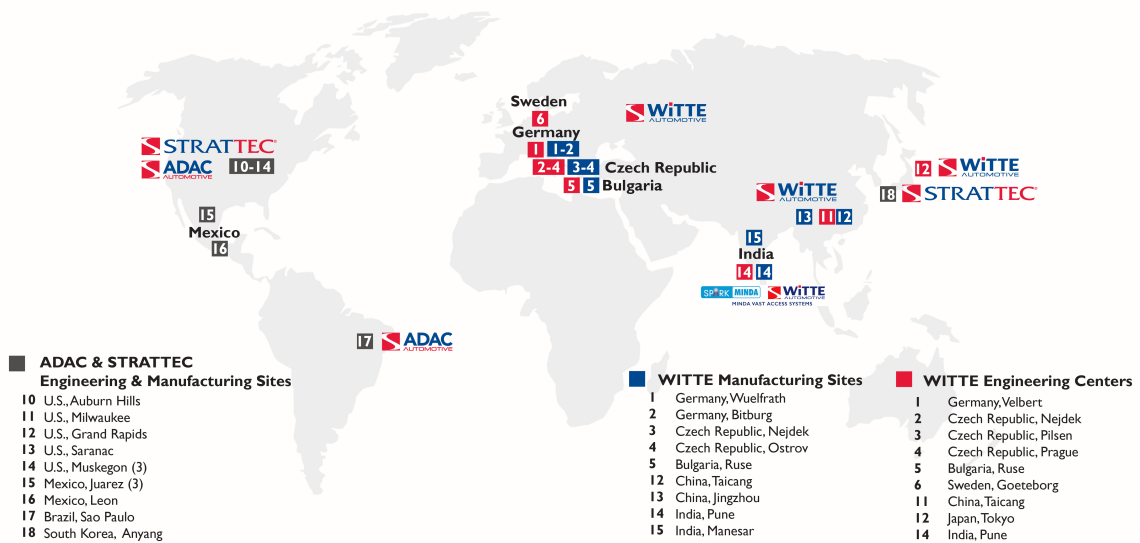 Sweden
6
WiTTE
AUTOMOTIVE
Germany
1 1-2
STRATTEC
ADAC
AUTOMOTIVE
10-14
2-4 3-4 Czech Republic
5 5 Bulgaria
12 WiTTE
AUTOMOTIVE
18 STRATTEC
WiTTE
AUTOMOTIVE
13 11 12
15
Mexico
16
15
India
14 14
SPARK MINDA WiTTE
AUTOMOTIVE
MINDA VAST ACCESS SYSTEMS
17 ADAC
AUTOMOTIVE
ADAC & STRATTEC
Engineering & Manufacturing Sites
10 U.S., Auburn Hills
11 U.S., Milwaukee
12 U.S., Grand Rapids
13 U.S., Saranac
14 U.S., Muskegon (3)
15 Mexico, Juarez (3)
16 Mexico, Leon
17 Brazil, Sao Paulo
18 South Korea, Anyang
WITTE Manufacturing Sites
1 Germany, Wuelfrath
2 Germany, Bitburg
3 Czech Republic, Nejdek
4 Czech Republic, Ostrov
5 Bulgaria, Ruse
12 China, Taicang
13 China, Jingzhou
14 India, Pune
15 India, Manesar
WITTE Engineering Centers
1 Germany, Velbert
2 Czech Republic, Nejdek
3 Czech Republic, Pilsen
4 Czech Republic, Prague
5 Bulgaria, Ruse
6 Sweden, Goeteborg
11 China, Taicang
12 Japan, Tokyo
14 India, Pune